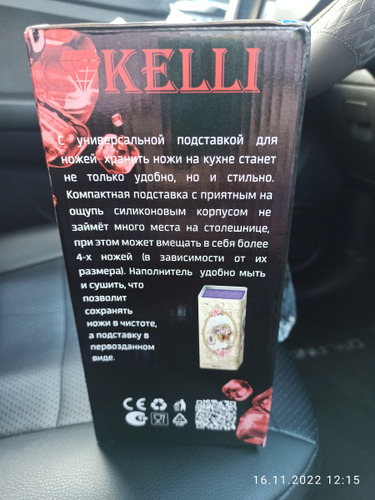 KELLI
С универсальной подставкой для
ножей хранить ножи на кухне станет
не только удобно, но и стильно.
Компактная подставка с приятным на
ощупь силиконовым корпусом не
займёт много места на столешнице,
при этом может вмещать в себя более
4-х ножей (в зависимости от их
размера). Наполнитель удобно мыть
и сушить, что
позволит
сохранять
ножи в чистоте,
а подставку в
первозданном
виде.
CE
16.11.2022 12:15